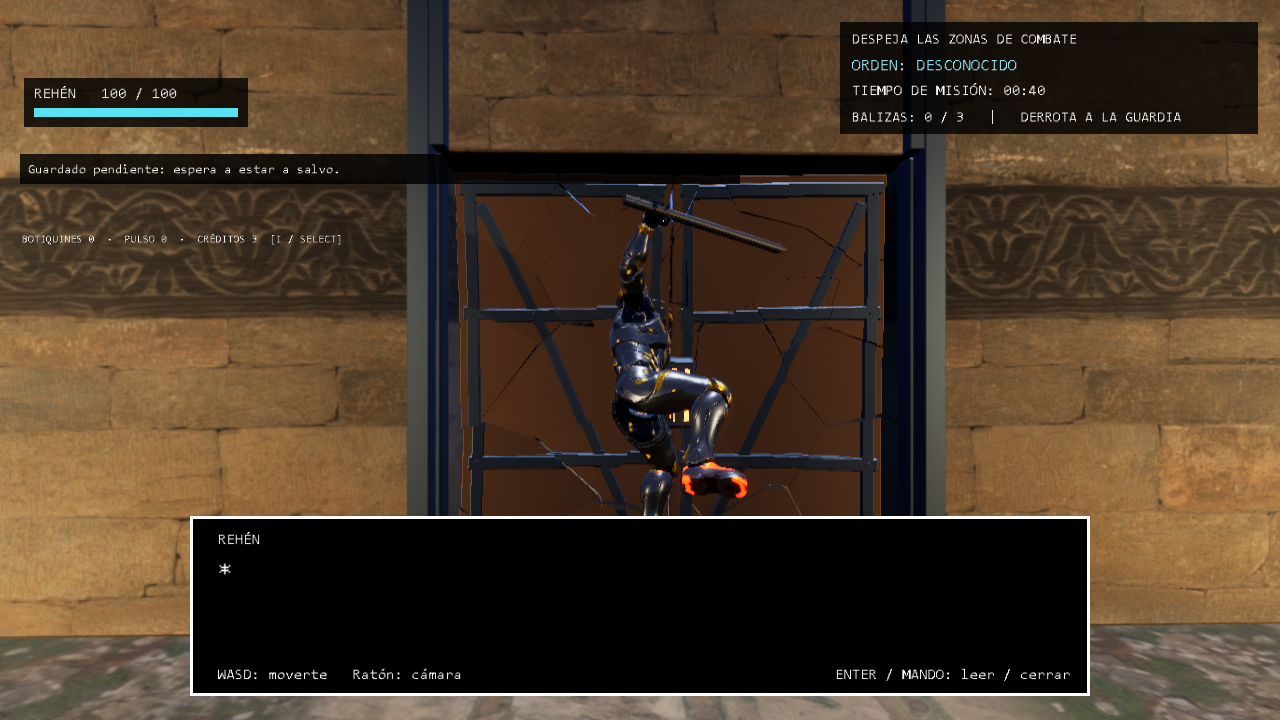 DESPEJA LAS ZONAS DE COMBATE
ORDEN: DESCONOCIDO
TIEMPO DE MISIÓN: 00:40
BALIZAS: 0 / 3 | DERROTA A LA GUARDIA
REHÉN 100 / 100
Guardado pendiente: espera a estar a salvo.
BOTIQUINES 0 - PULSO 0 - CRÉDITOS 3 [I / SELECT]
REHÉN
*
WASD: moverte Ratón: cámara
ENTER / MANDO: leer / cerrar